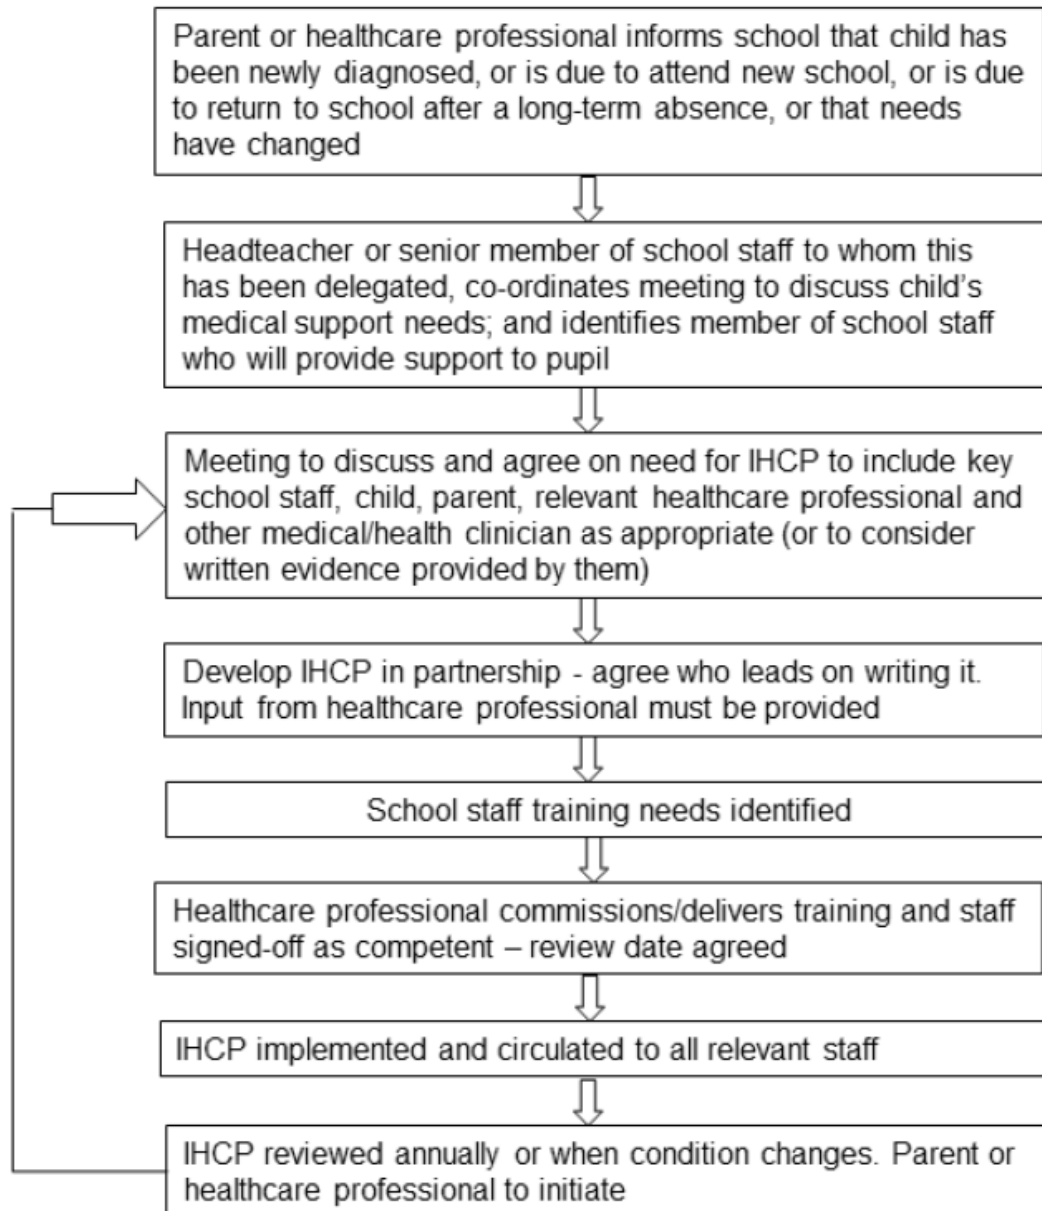 Parent or healthcare professional informs school that child has
been newly diagnosed, or is due to attend new school, or is due
to return to school after a long-term absence, or that needs
have changed
Headteacher or senior member of school staff to whom this
has been delegated, co-ordinates meeting to discuss child's
medical support needs; and identifies member of school staff
who will provide support to pupil
Meeting to discuss and agree on need for IHCP to include key
school staff, child, parent, relevant healthcare professional and
other medical/health clinician as appropriate (or to consider
written evidence provided by them)
Develop IHCP in partnership - agree who leads on writing it.
Input from healthcare professional must be provided
School staff training needs identified
Healthcare professional commissions/delivers training and staff
signed-off as competent – review date agreed
IHCP implemented and circulated to all relevant staff
IHCP reviewed annually or when condition changes. Parent or
healthcare professional to initiate